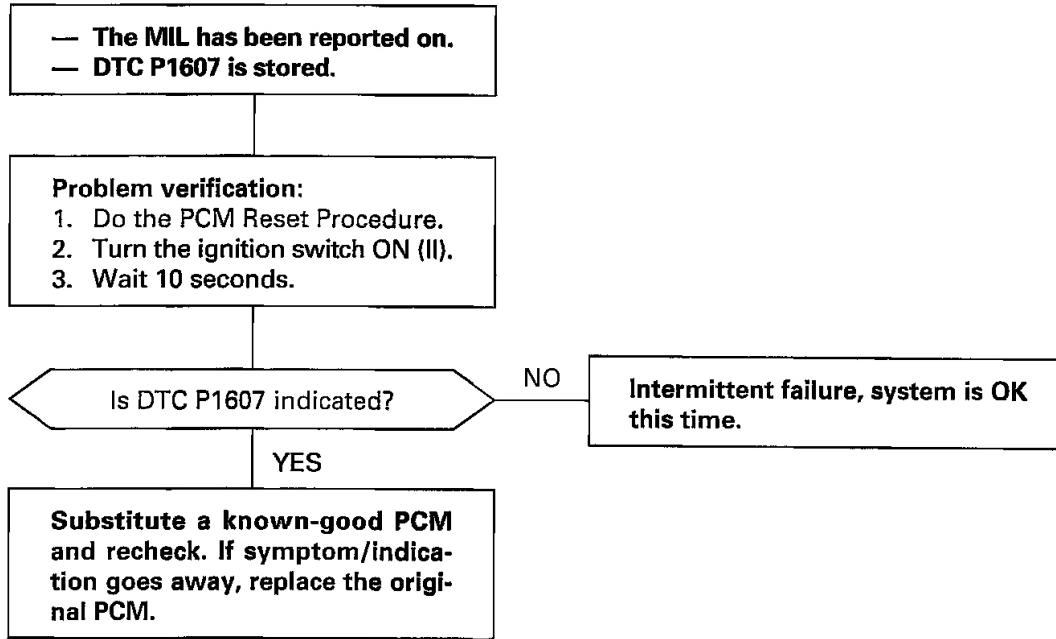 — The MIL has been reported on.
— DTC P1607 is stored.
Problem verification:
1. Do the PCM Reset Procedure.
2. Turn the ignition switch ON (II).
3. Wait 10 seconds.
Is DTC P1607 indicated?
NO
Intermittent failure, system is OK
this time.
YES
Substitute a known-good PCM
and recheck. If symptom/indica-
tion goes away, replace the origi-
nal PCM.